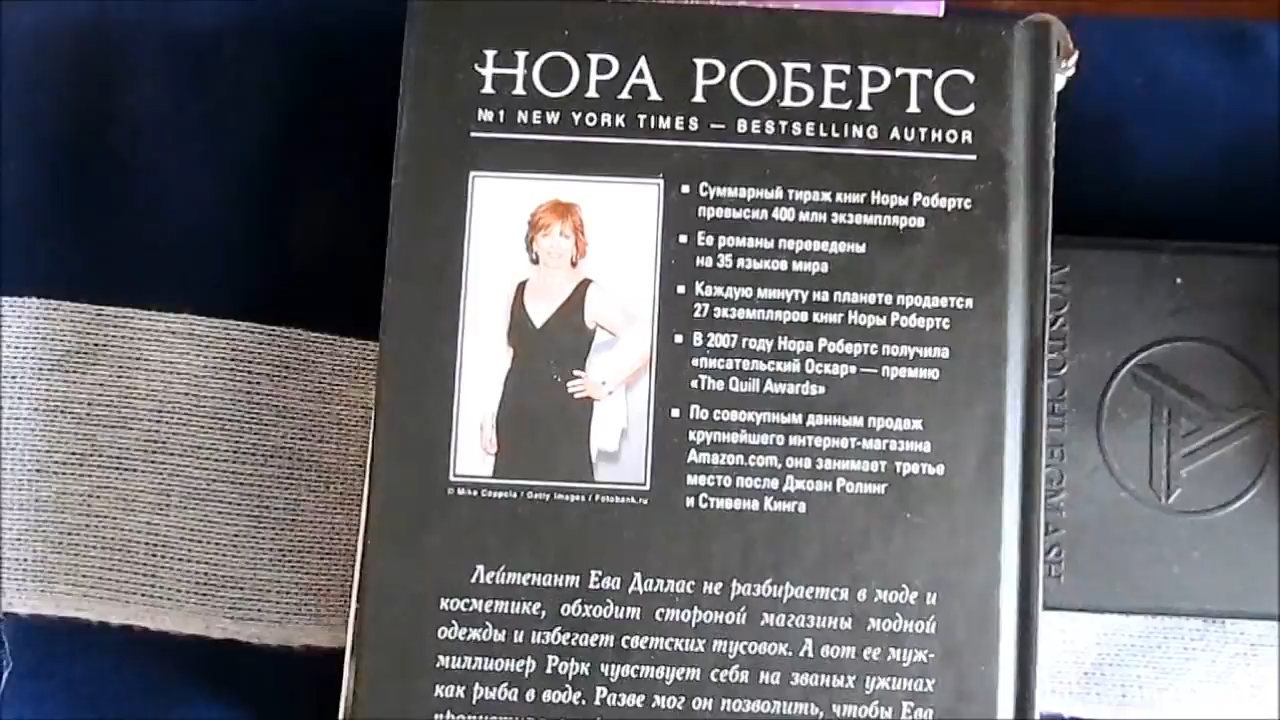 НОРА РОБЕРТС
№1 NEW YORK TIMES — BESTSELLING AUTHOR
▪ Суммарный тираж книг Норы Робертс
превысил 400 млн экземпляров
▪ Ее романы переведены
на 35 языков мира
▪ Каждую минуту на планете продается
27 экземпляров книг Норы Робертс
▪ В 2007 году Нора Робертс получила
«писательский Оскар» — премию
«The Quill Awards»
▪ По совокупным данным продаж
крупнейшего интернет-магазина
Amazon.com, она занимает третье
место после Джоан Ролинг
и Стивена Кинга
© Mike Coppola / Getty Images / Fotobank.ru
Лейтенант Ева Даллас не разбирается в моде и
косметике, обходит стороной магазины модной
одежды и избегает светских тусовок. А вот ее муж-
миллионер Рорк чувствует себя на званых ужинах
как рыба в воде. Разве мог он позволить, чтобы Ева